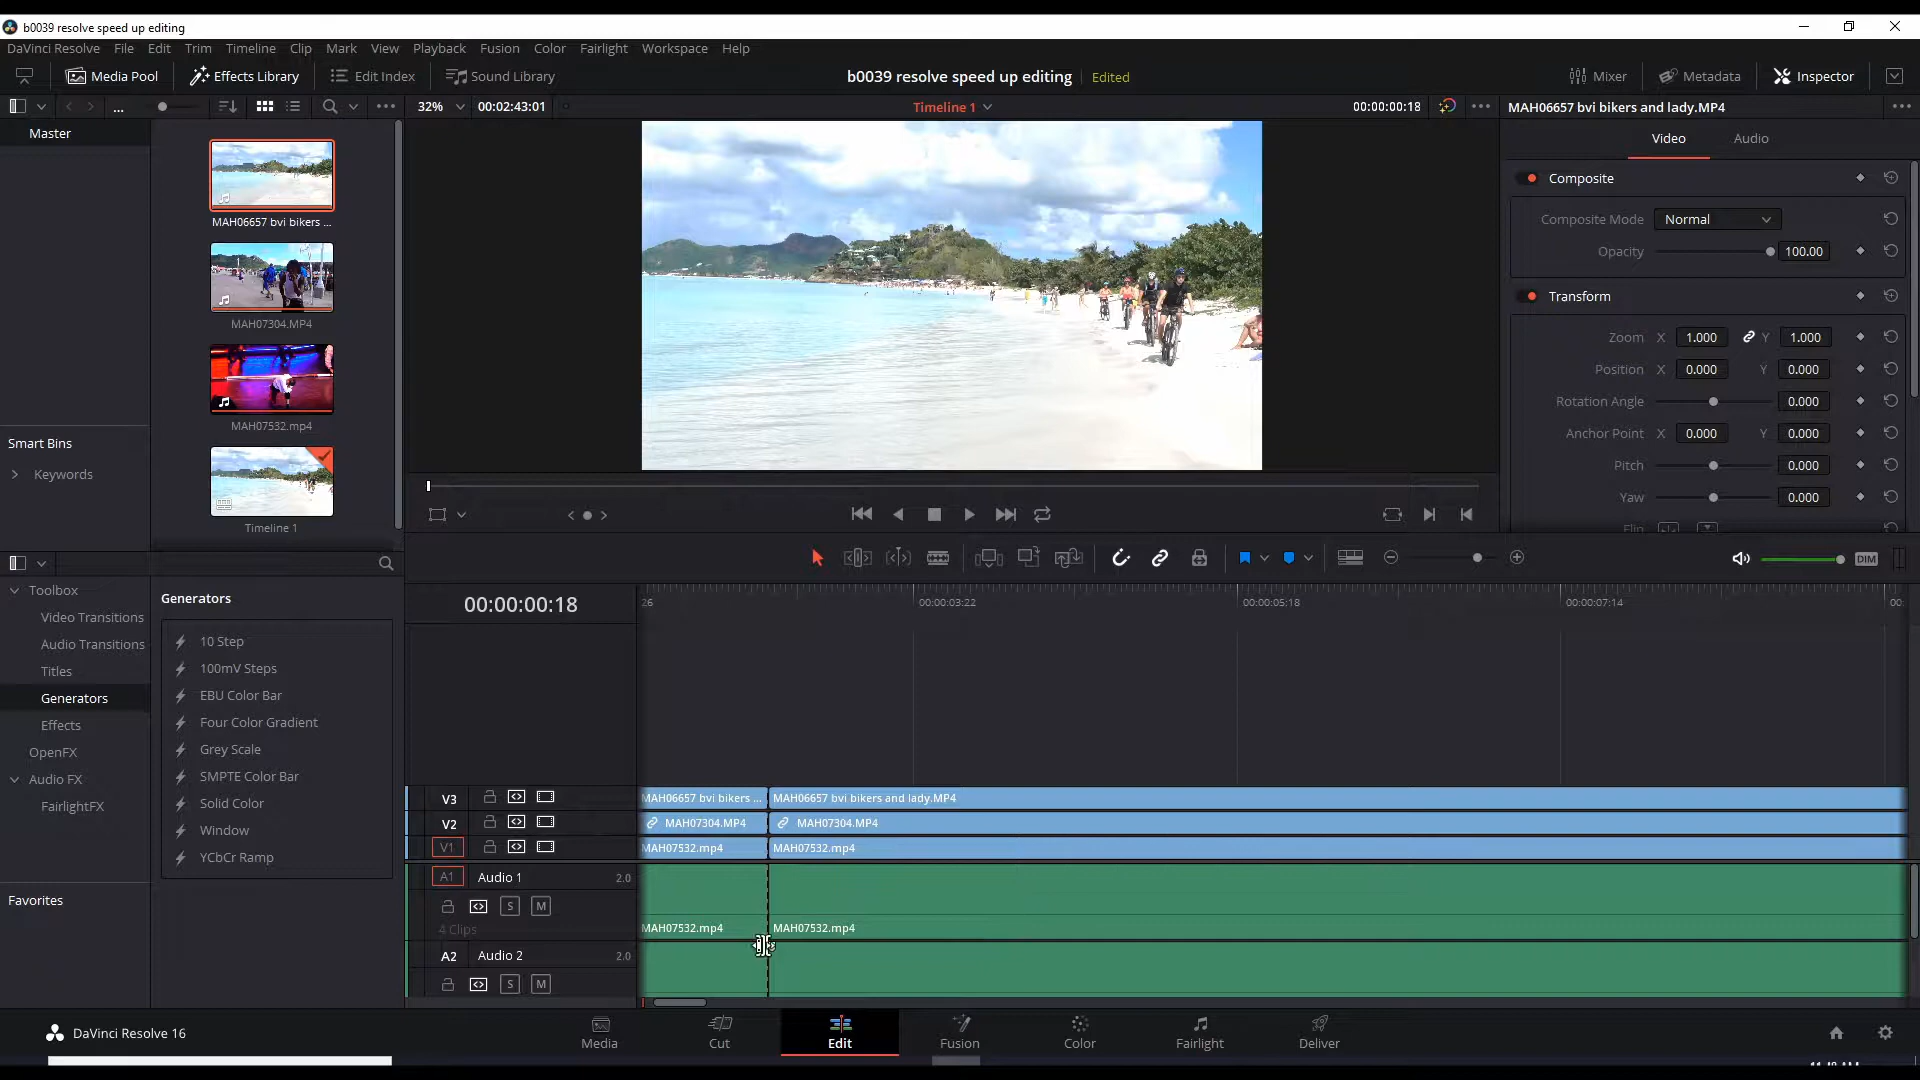 b0039 resolve speed up editing
DaVinci Resolve File Edit Trim Timeline Clip Mark View Playback Fusion Color Fairlight Workspace Help
Media Pool Effects Library Edit Index Sound Library b0039 resolve speed up editing Edited Mixer Metadata Inspector
... 32% 00:02:43:01 Timeline 1 00:00:00:18 MAH06657 bvi bikers and lady.MP4
Master
Video Audio
MAH06657 bvi bikers ...
MAH07304.MP4
MAH07532.mp4
Timeline 1
Smart Bins
Keywords
Composite
Composite Mode Normal
Opacity 100.00
Transform
Zoom X 1.000 Y 1.000
Position X 0.000 Y 0.000
Rotation Angle 0.000
Anchor Point X 0.000 Y 0.000
Pitch 0.000
Yaw 0.000
Flip
DIM
Toolbox
Video Transitions
Audio Transitions
Titles
Generators
Effects
OpenFX
Audio FX
FairlightFX
Favorites
Generators
10 Step
100mV Steps
EBU Color Bar
Four Color Gradient
Grey Scale
SMPTE Color Bar
Solid Color
Window
YCbCr Ramp
00:00:00:18
26 00:00:03:22 00:00:05:18 00:00:07:14 00:
V3 MAH06657 bvi bikers ... MAH06657 bvi bikers and lady.MP4
V2 MAH07304.MP4 MAH07304.MP4
V1 MAH07532.mp4 MAH07532.mp4
A1 Audio 1 2.0
S M
4 Clips MAH07532.mp4 MAH07532.mp4
A2 Audio 2 2.0
S M
DaVinci Resolve 16
Media Cut Edit Fusion Color Fairlight Deliver